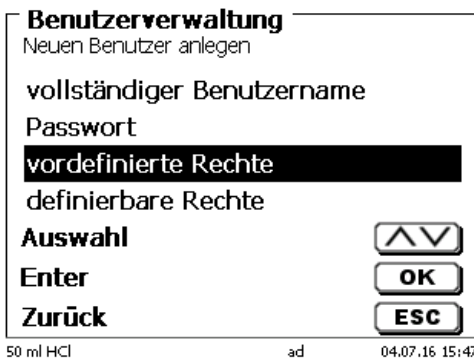 Benutzerverwaltung
Neuen Benutzer anlegen
vollständiger Benutzername
Passwort
vordefinierte Rechte
definierbare Rechte
Auswahl
Enter OK
Zurück ESC
50 ml HCl ad 04.07.16 15:47